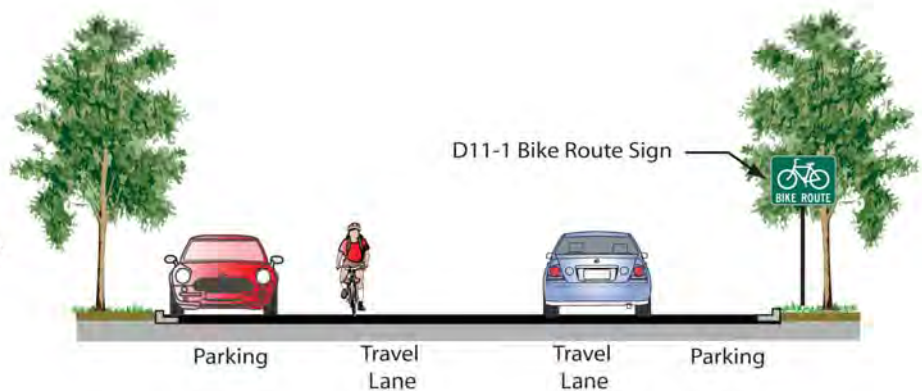 D11-1 Bike Route Sign
BIKE ROUTE
Parking
Travel
Lane
Travel
Lane
Parking